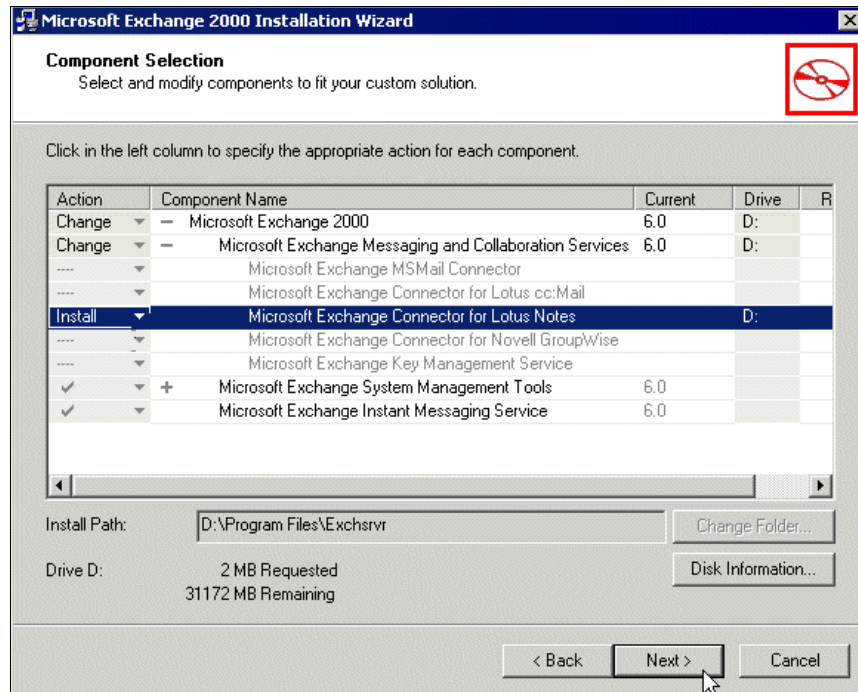 Microsoft Exchange 2000 Installation Wizard
Component Selection
Select and modify components to fit your custom solution.
Click in the left column to specify the appropriate action for each component.
Action Component Name Current Drive R
Change Microsoft Exchange 2000 6.0 D:
Change Microsoft Exchange Messaging and Collaboration Services 6.0 D:
---- Microsoft Exchange MSMail Connector
---- Microsoft Exchange Connector for Lotus cc:Mail
Install Microsoft Exchange Connector for Lotus Notes D:
---- Microsoft Exchange Connector for Novell GroupWise
---- Microsoft Exchange Key Management Service
Microsoft Exchange System Management Tools 6.0
Microsoft Exchange Instant Messaging Service 6.0
Install Path: D:\Program Files\Exchsrvr Change Folder...
Drive D: 2 MB Requested Disk Information...
31172 MB Remaining
< Back Next > Cancel